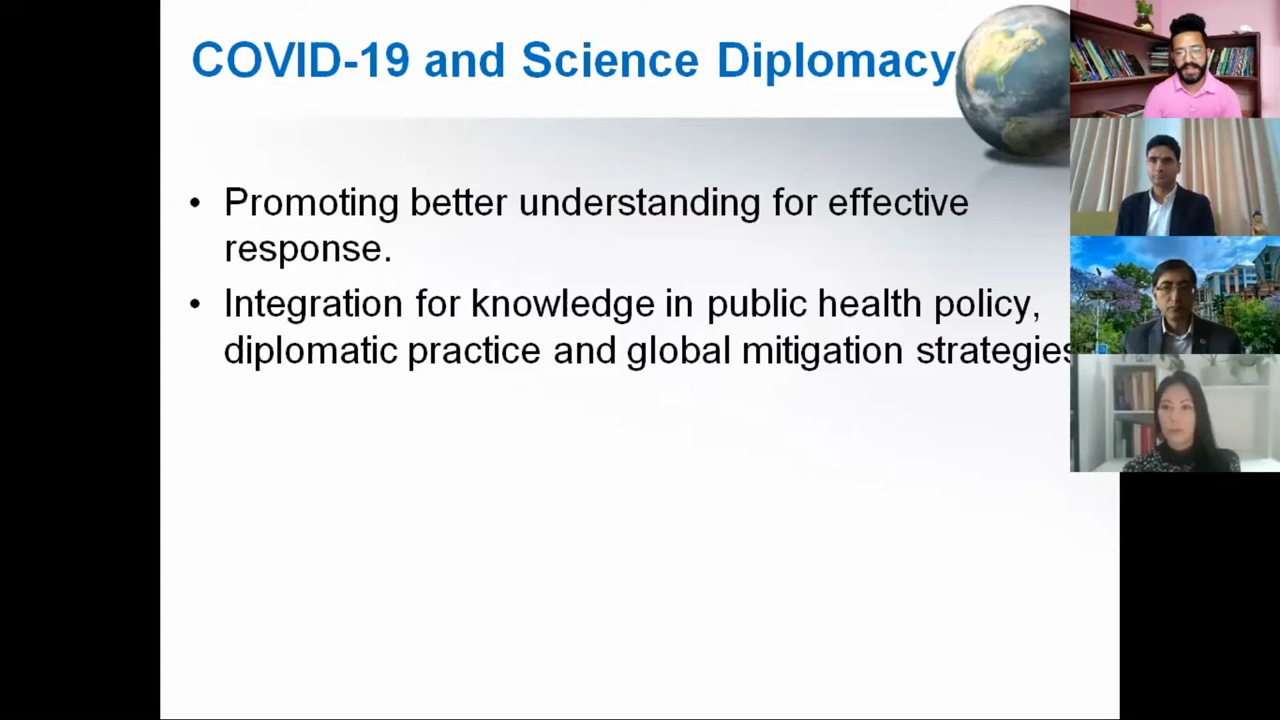 COVID-19 and Science Diplomacy
• Promoting better understanding for effective
response.
• Integration for knowledge in public health policy,
diplomatic practice and global mitigation strategies